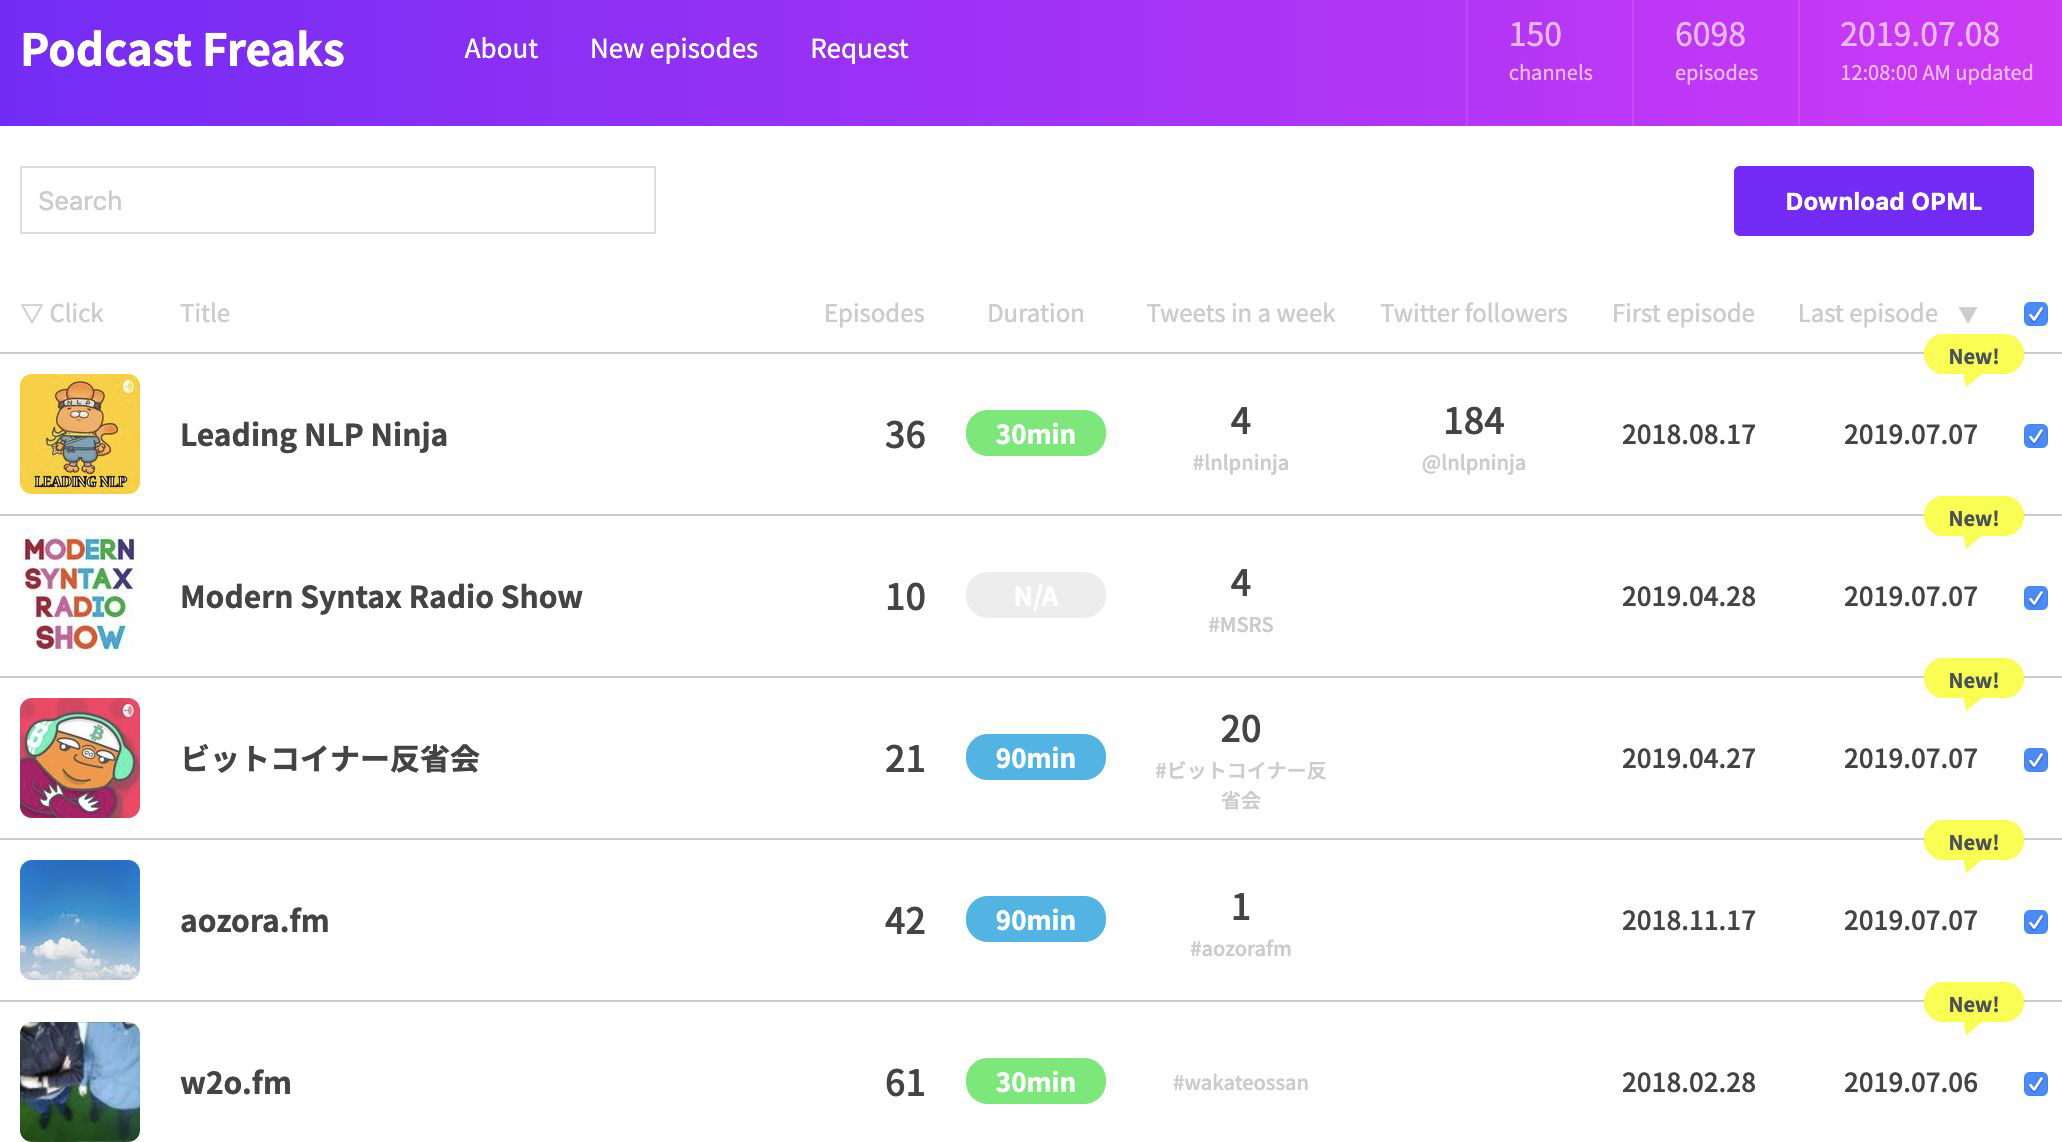 Podcast Freaks
About
New episodes
Request
150
channels
6098
episodes
2019.07.08
12:08:00 AM updated
Search
Download OPML
▽ Click
Title
Episodes
Duration
Tweets in a week
Twitter followers
First episode
Last episode ▼
New!
NLP
LEADING NLP
Leading NLP Ninja
36
30min
4
#lnlpninja
184
@lnlpninja
2018.08.17
2019.07.07
New!
MODERN
SYNTAX
RADIO
SHOW
Modern Syntax Radio Show
10
N/A
4
#MSRS
2019.04.28
2019.07.07
New!
ビットコイナー反省会
21
90min
20
#ビットコイナー反
省会
2019.04.27
2019.07.07
New!
aozora.fm
42
90min
1
#aozorafm
2018.11.17
2019.07.07
New!
w2o.fm
61
30min
#wakateossan
2018.02.28
2019.07.06